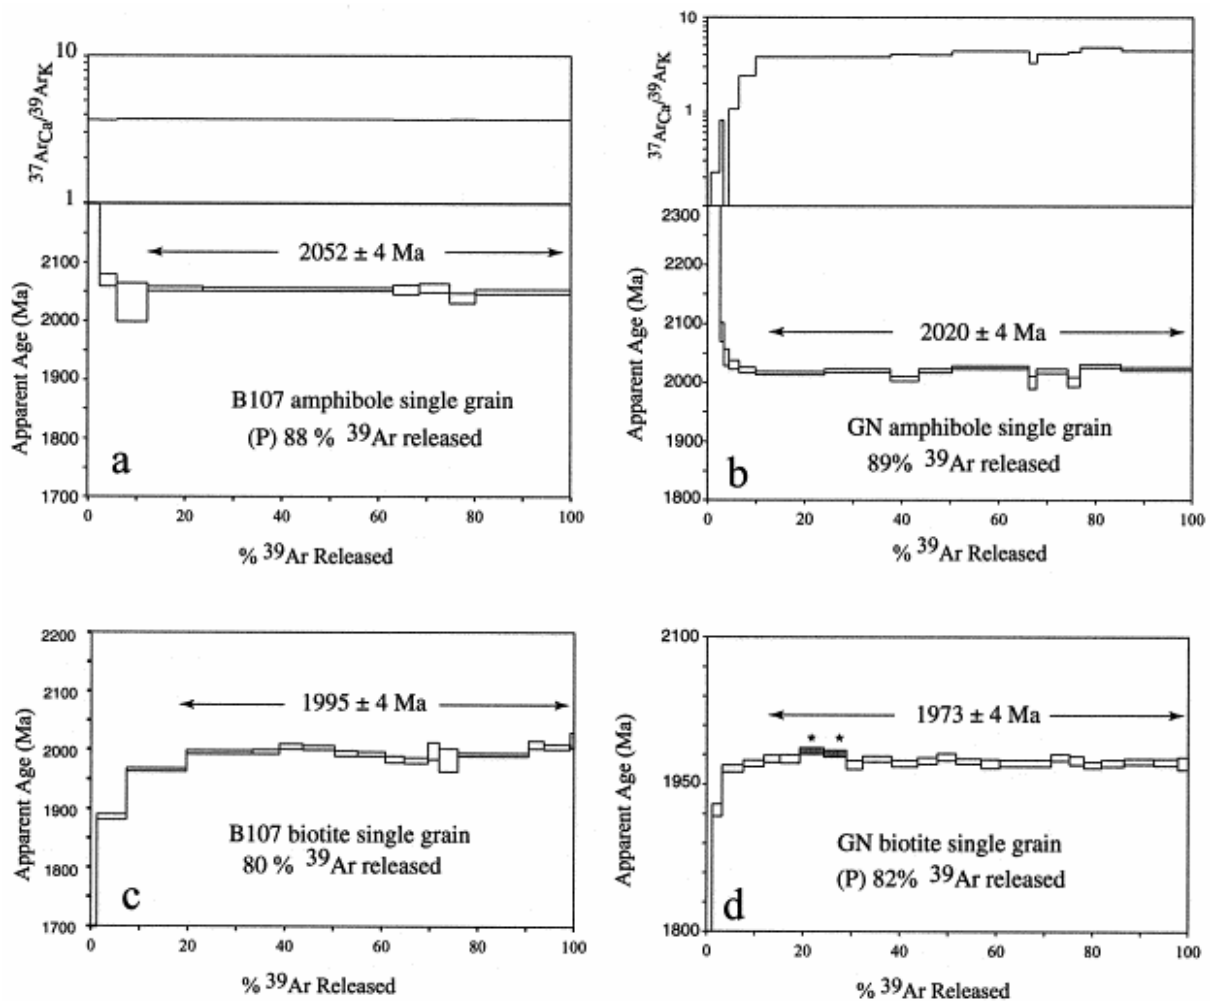 10
1
37ArCa/39ArK
2100
2000
1900
1800
1700
Apparent Age (Ma)
2052 ± 4 Ma
B107 amphibole single grain
(P) 88 % 39Ar released
a
0 20 40 60 80 100
% 39Ar Released
10
1
37ArCa/39ArK
2300
2200
2100
2000
1900
1800
Apparent Age (Ma)
2020 ± 4 Ma
GN amphibole single grain
89% 39Ar released
b
0 20 40 60 80 100
% 39Ar Released
2200
2100
2000
1900
1800
1700
Apparent Age (Ma)
1995 ± 4 Ma
B107 biotite single grain
80 % 39Ar released
c
0 20 40 60 80 100
% 39Ar Released
2100
1950
1800
Apparent Age (Ma)
1973 ± 4 Ma
* *
GN biotite single grain
(P) 82% 39Ar released
d
0 20 40 60 80 100
% 39Ar Released